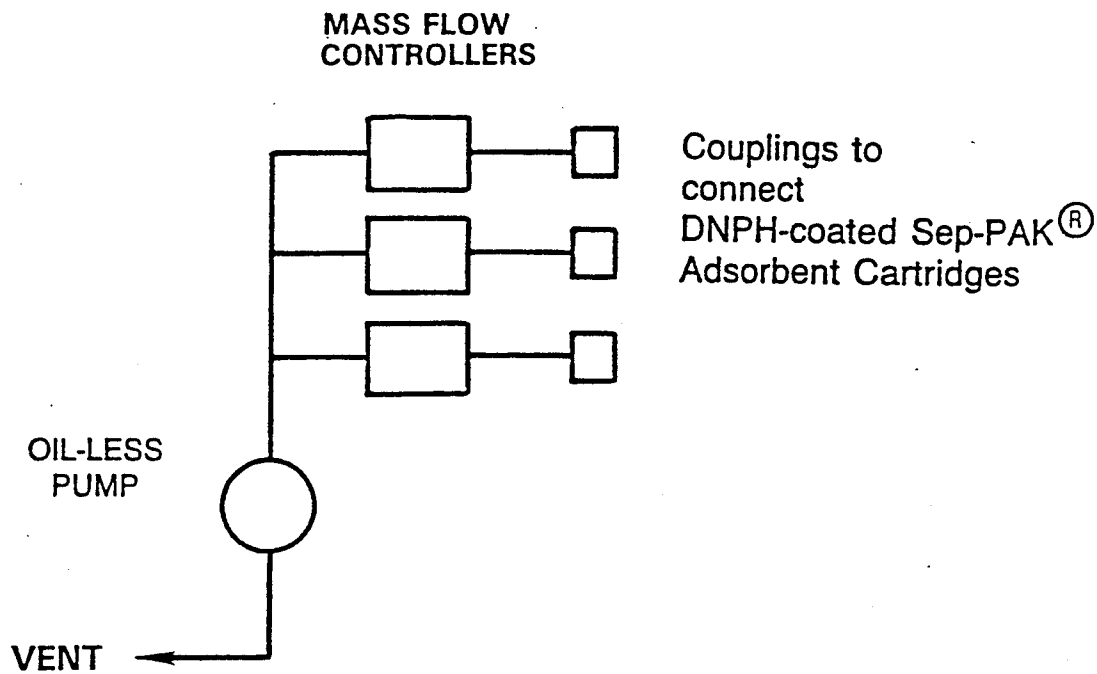 MASS FLOW
CONTROLLERS
Couplings to
connect
DNPH-coated Sep-PAK®
Adsorbent Cartridges
OIL-LESS
PUMP
VENT